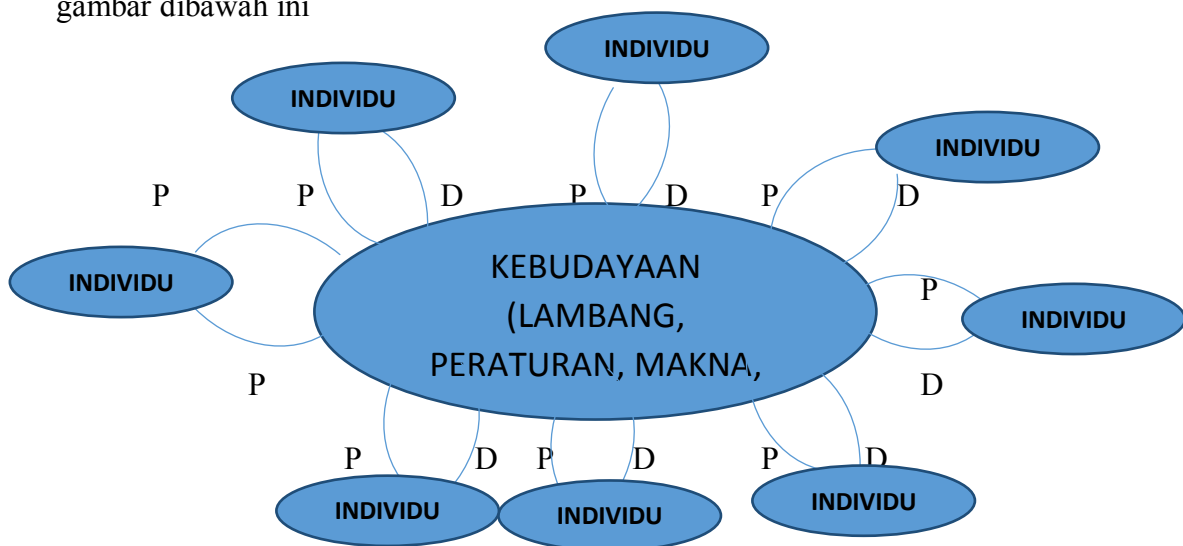 gambar dibawah ini
INDIVIDU
INDIVIDU
INDIVIDU
P P D P D P D
INDIVIDU
KEBUDAYAAN
(LAMBANG,
PERATURAN, MAKNA,
P
INDIVIDU
P
D
P D P D P D
INDIVIDU
INDIVIDU
INDIVIDU